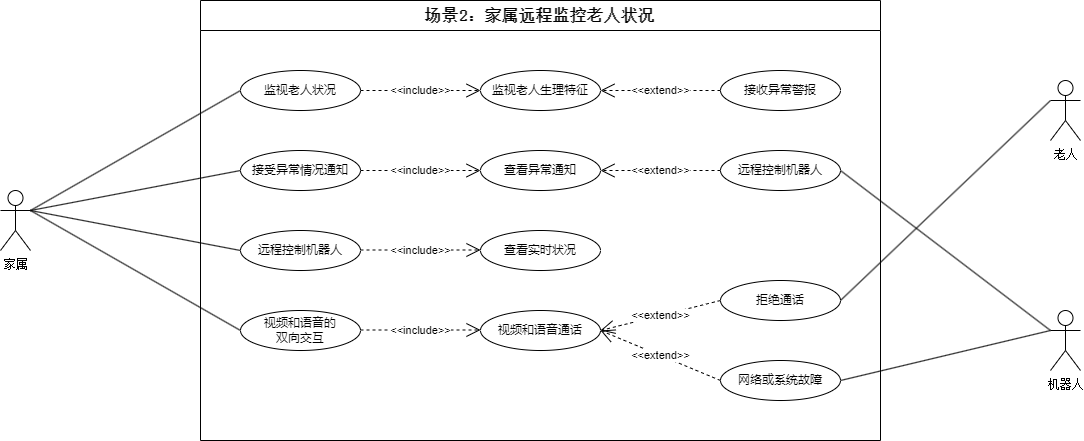 场景2：家属远程监控老人状况
监视老人状况
<<include>>
监视老人生理特征
<<extend>>
接收异常警报
老人
接受异常情况通知
<<include>>
查看异常通知
<<extend>>
远程控制机器人
家属
远程控制机器人
<<include>>
查看实时状况
拒绝通话
<<extend>>
视频和语音的
双向交互
<<include>>
视频和语音通话
<<extend>>
网络或系统故障
机器人